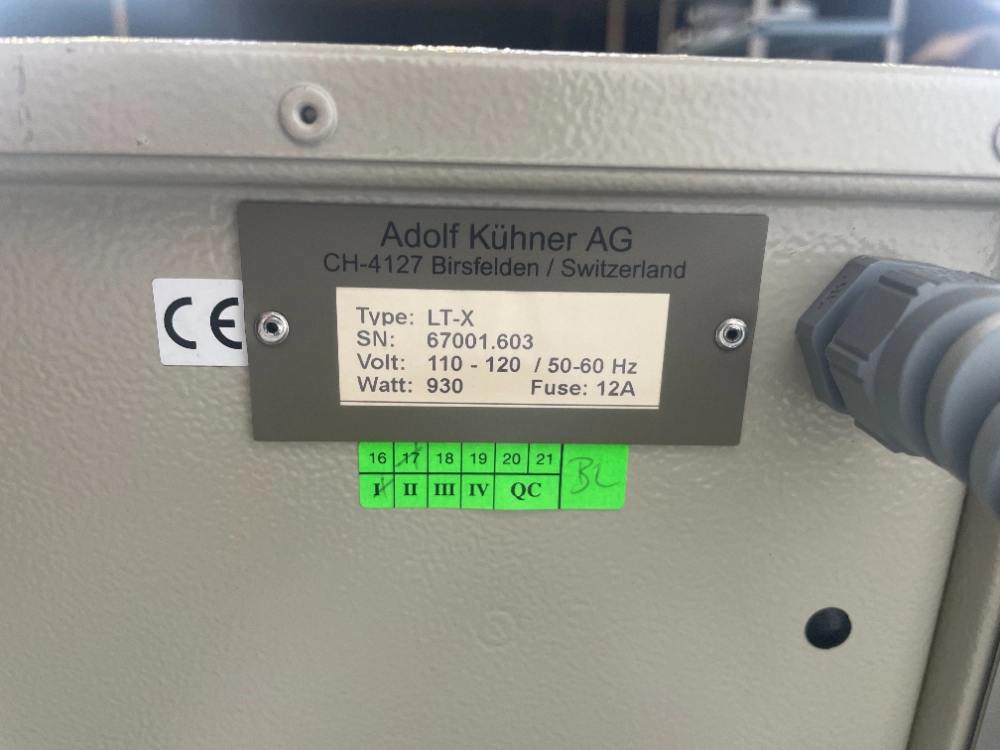 Adolf Kühner AG
CH-4127 Birsfelden / Switzerland
CE
Type: LT-X
SN: 67001.603
Volt: 110 - 120 / 50-60 Hz
Watt: 930 Fuse: 12A
16 17 18 19 20 21
I II III IV QC
BL